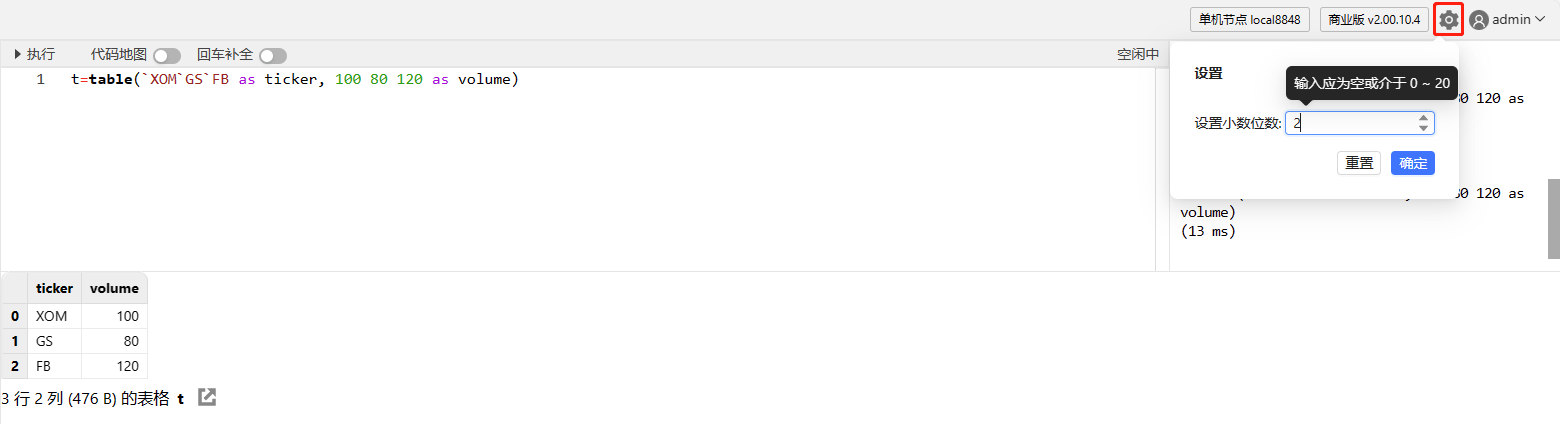 单机节点 local8848 商业版 v2.00.10.4 admin
执行 代码地图 回车补全 空闲中
设置
输入应为空或介于 0 ~ 20
设置小数位数: 2
重置 确定
1 t=table(`XOM`GS`FB as ticker, 100 80 120 as volume)
80 120 as
80 120 as
volume)
(13 ms)
ticker volume
0 XOM 100
1 GS 80
2 FB 120
3 行 2 列 (476 B) 的表格 t